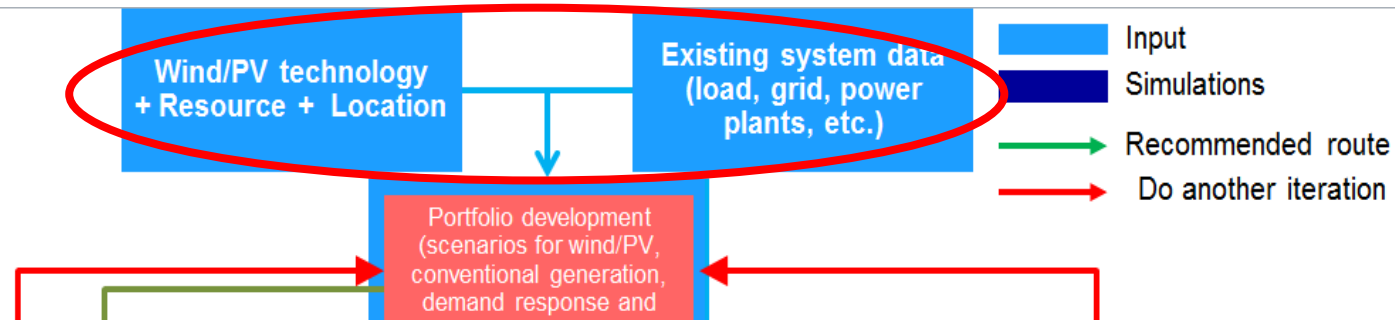 Wind/PV technology
+ Resource + Location
Existing system data
(load, grid, power
plants, etc.)
Input
Simulations
Recommended route
Do another iteration
Portfolio development
(scenarios for wind/PV,
conventional generation,
demand response and